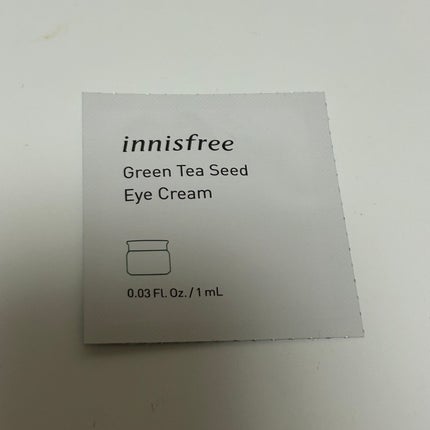 innisfree
Green Tea Seed
Eye Cream
0.03 Fl. Oz. / 1 mL